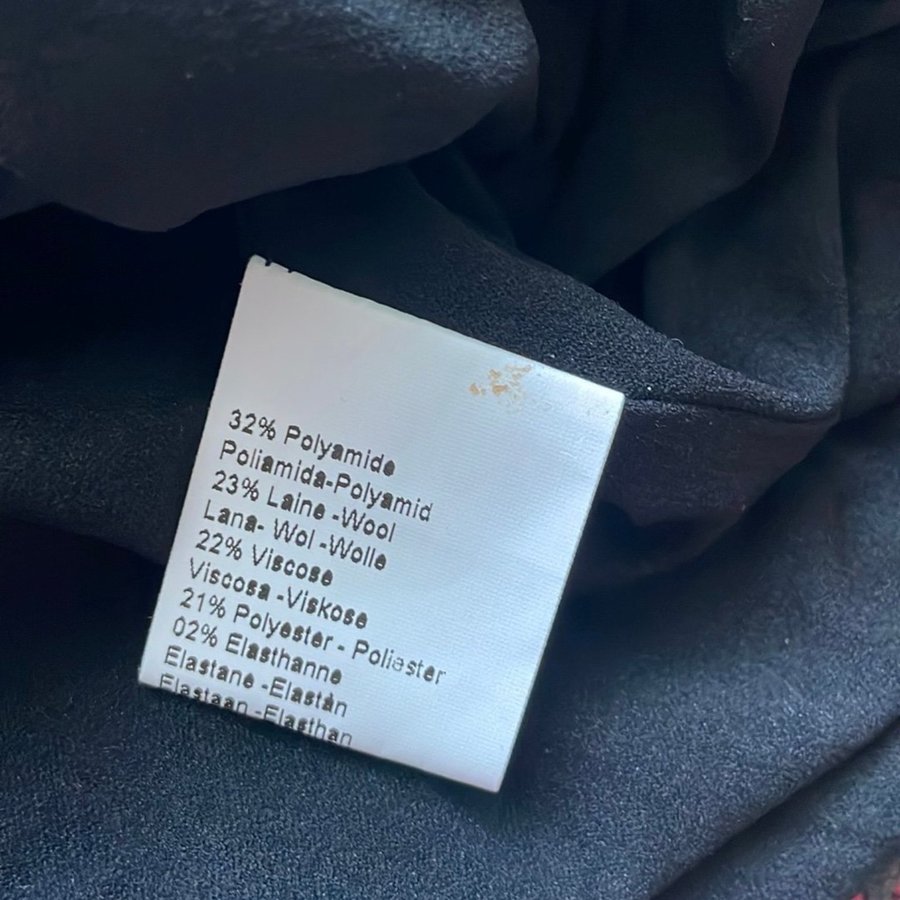 32% Polyamide
Poliamida-Polyamid
23% Laine -Wool
Lana- Wol -Wolle
22% Viscose
Viscosa -Viskose
21% Polyester - Poliester
02% Elasthanne
Elastane -Elastán
Elastaan -Elasthan